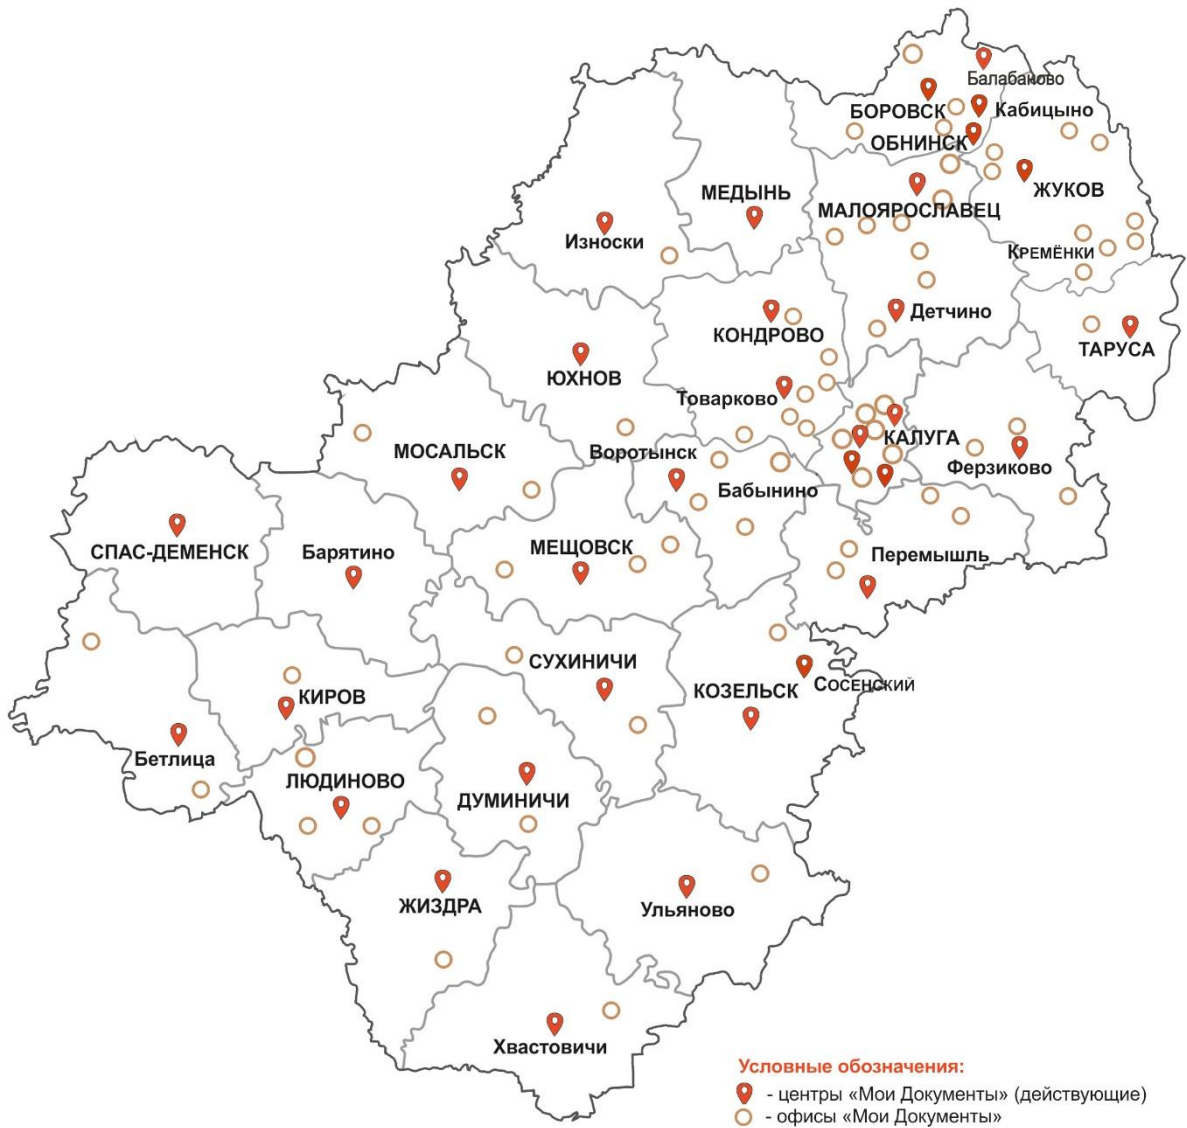 Балабаново
БОРОВСК
Кабицыно
ОБНИНСК
МЕДЫНЬ
ЖУКОВ
МАЛОЯРОСЛАВЕЦ
Износки
КРЕМЁНКИ
Детчино
КОНДРОВО
ТАРУСА
ЮХНОВ
Товарково
КАЛУГА
МОСАЛЬСК
Воротынск
Ферзиково
Бабынино
СПАС-ДЕМЕНСК
Барятино
МЕЩОВСК
Перемышль
СУХИНИЧИ
КОЗЕЛЬСК
СОСЕНСКИЙ
КИРОВ
Бетлица
ЛЮДИНОВО
ДУМИНИЧИ
ЖИЗДРА
Ульяново
Хвастовичи
Условные обозначения:
- центры «Мои Документы» (действующие)
- офисы «Мои Документы»